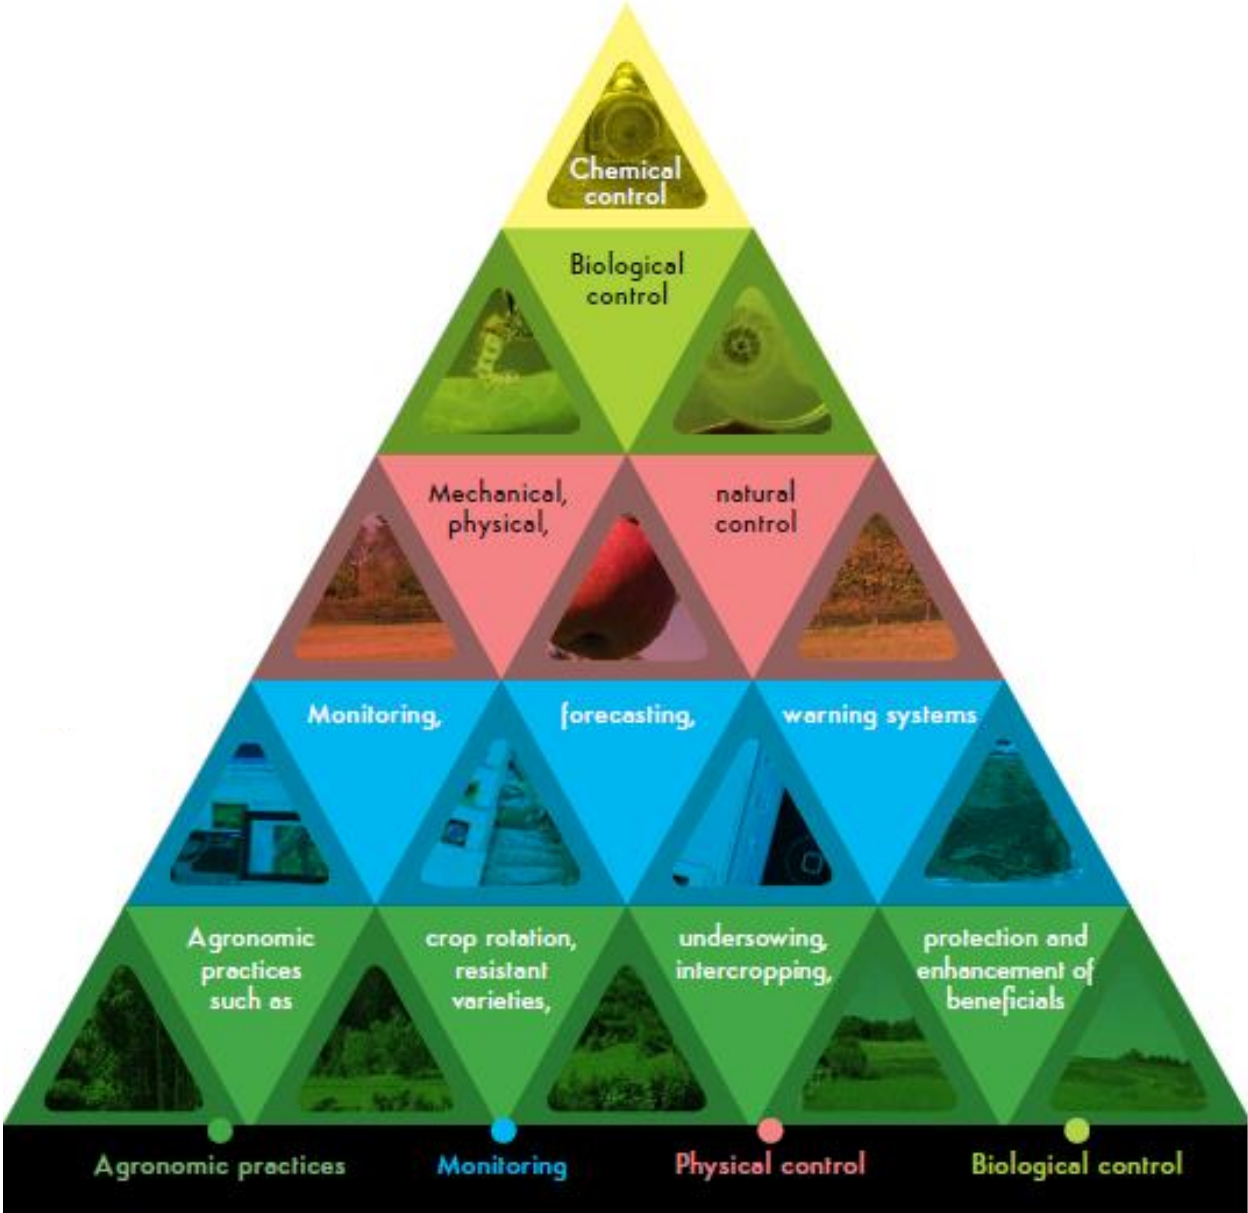 Chemical
control
Biological
control
Mechanical,
physical,
natural
control
Monitoring,
forecasting,
warning systems
Agronomic
practices
such as
crop rotation,
resistant
varieties,
undersowing,
intercropping,
protection and
enhancement of
beneficials
Agronomic practices
Monitoring
Physical control
Biological control